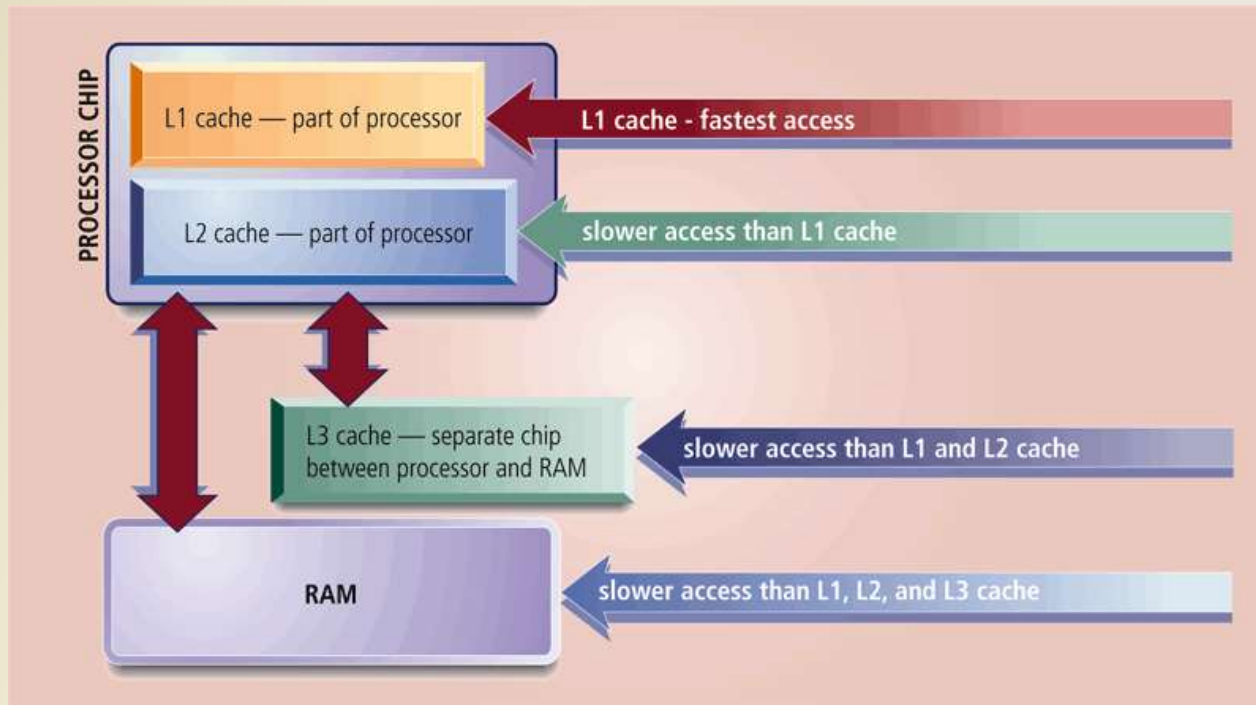 PROCESSOR CHIP
L1 cache — part of processor
L1 cache - fastest access
L2 cache — part of processor
slower access than L1 cache
L3 cache — separate chip
between processor and RAM
slower access than L1 and L2 cache
RAM
slower access than L1, L2, and L3 cache